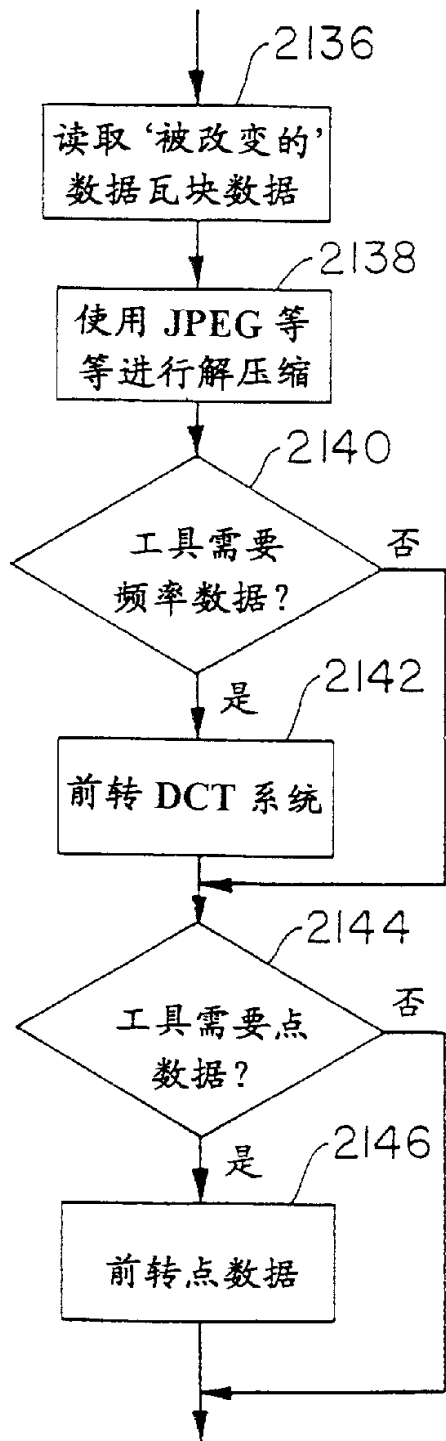 2136
读取‘被改变的’
数据瓦块数据
2138
使用 JPEG 等
等进行解压缩
2140
工具需要
频率数据?
否
是
2142
前转 DCT 系统
2144
工具需要点
数据?
否
是
2146
前转点数据